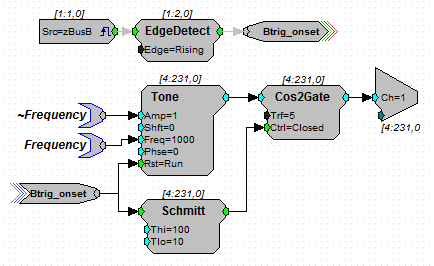 [1:1,0]
[1:2,0]
Src=zBusB
EdgeDetect
Edge=Rising
Btrig_onset
[4:231,0]
[4:231,0]
~Frequency
Tone
Amp=1
Shft=0
Freq=1000
Phse=0
Rst=Run
Cos2Gate
Trf=5
Ctrl=Closed
Ch=1
[4:231,0
Frequency
Btrig_onset
[4:231,0]
Schmitt
Thi=100
Tlo=10